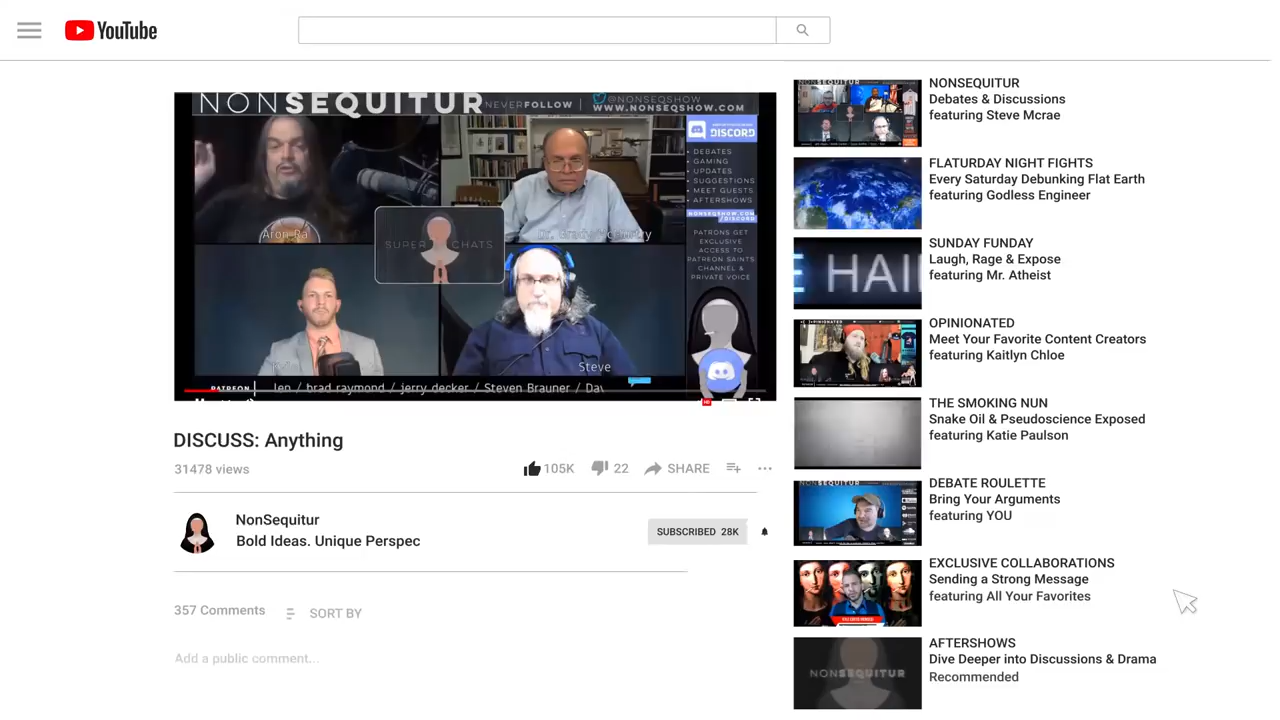 YouTube
NONSEQUITUR
NEVERFOLLOW
@NONSEQSHOW
WWW.NONSEQSHOW.COM
DISCORD
• DEBATES
• GAMING
• UPDATES
• SUGGESTIONS
• MEET GUESTS
• AFTERSHOWS
NONSEQSHOW.COM
/DISCORD
PATRONS GET
EXCLUSIVE
ACCESS TO
PATREON SAINTS
CHANNEL &
PRIVATE VOICE
Aron Ra
SUPER CHATS
Steve
PATREON
len / brad raymond / jerry decker / Steven Brauner / Dav
DISCUSS: Anything
31478 views
105K
22
SHARE
NonSequitur
Bold Ideas. Unique Perspec
SUBSCRIBED 28K
357 Comments
SORT BY
Add a public comment...
NONSEQUITUR
Debates & Discussions
featuring Steve Mcrae
FLATURDAY NIGHT FIGHTS
Every Saturday Debunking Flat Earth
featuring Godless Engineer
E HAI
SUNDAY FUNDAY
Laugh, Rage & Expose
featuring Mr. Atheist
OPINIONATED
Meet Your Favorite Content Creators
featuring Kaitlyn Chloe
THE SMOKING NUN
Snake Oil & Pseudoscience Exposed
featuring Katie Paulson
DEBATE ROULETTE
Bring Your Arguments
featuring YOU
EXCLUSIVE COLLABORATIONS
Sending a Strong Message
featuring All Your Favorites
NONSEQUITUR
AFTERSHOWS
Dive Deeper into Discussions & Drama
Recommended